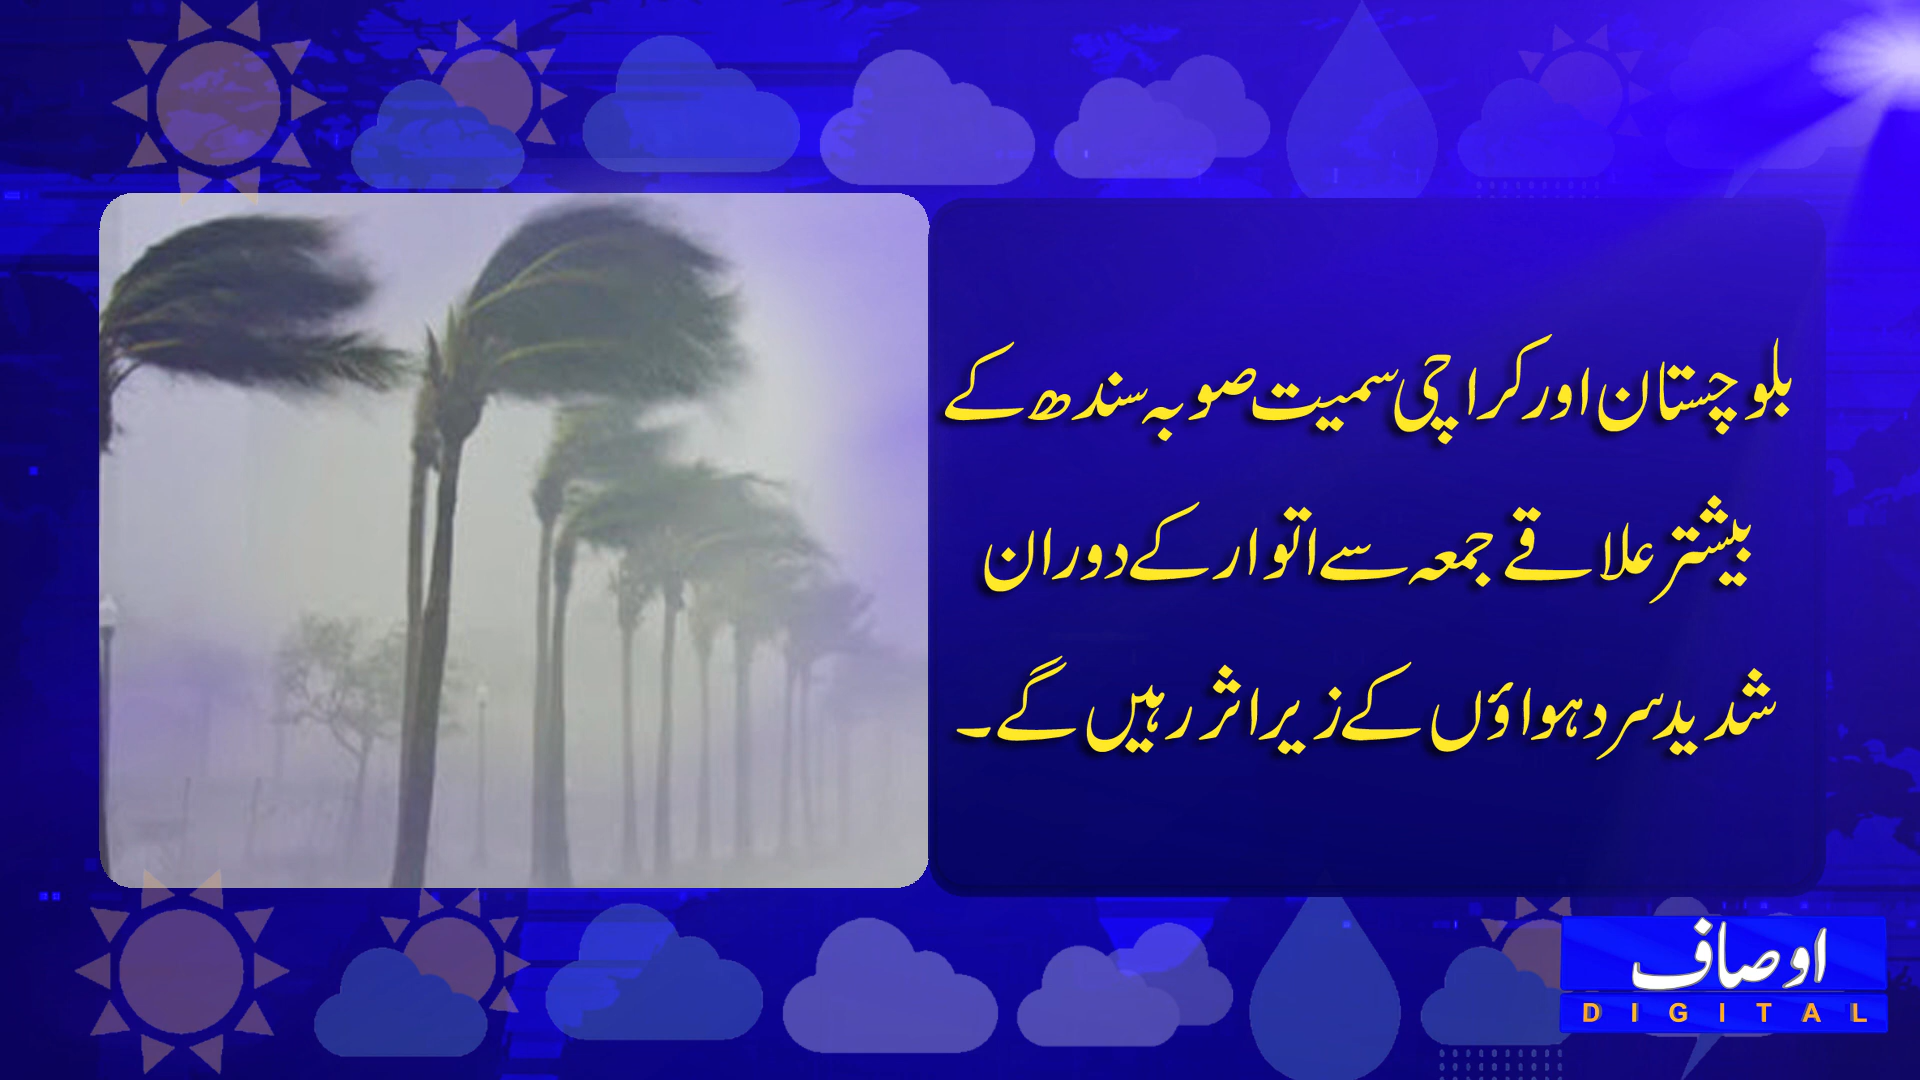 بلوچستان اور کراچی سمیت صوبہ سندھ کے
بیشتر علاقے جمعہ سے اتوار کے دوران
شدید سرد ہواؤں کے زیر اثر رہیں گے۔
اوصاف
DIGITAL